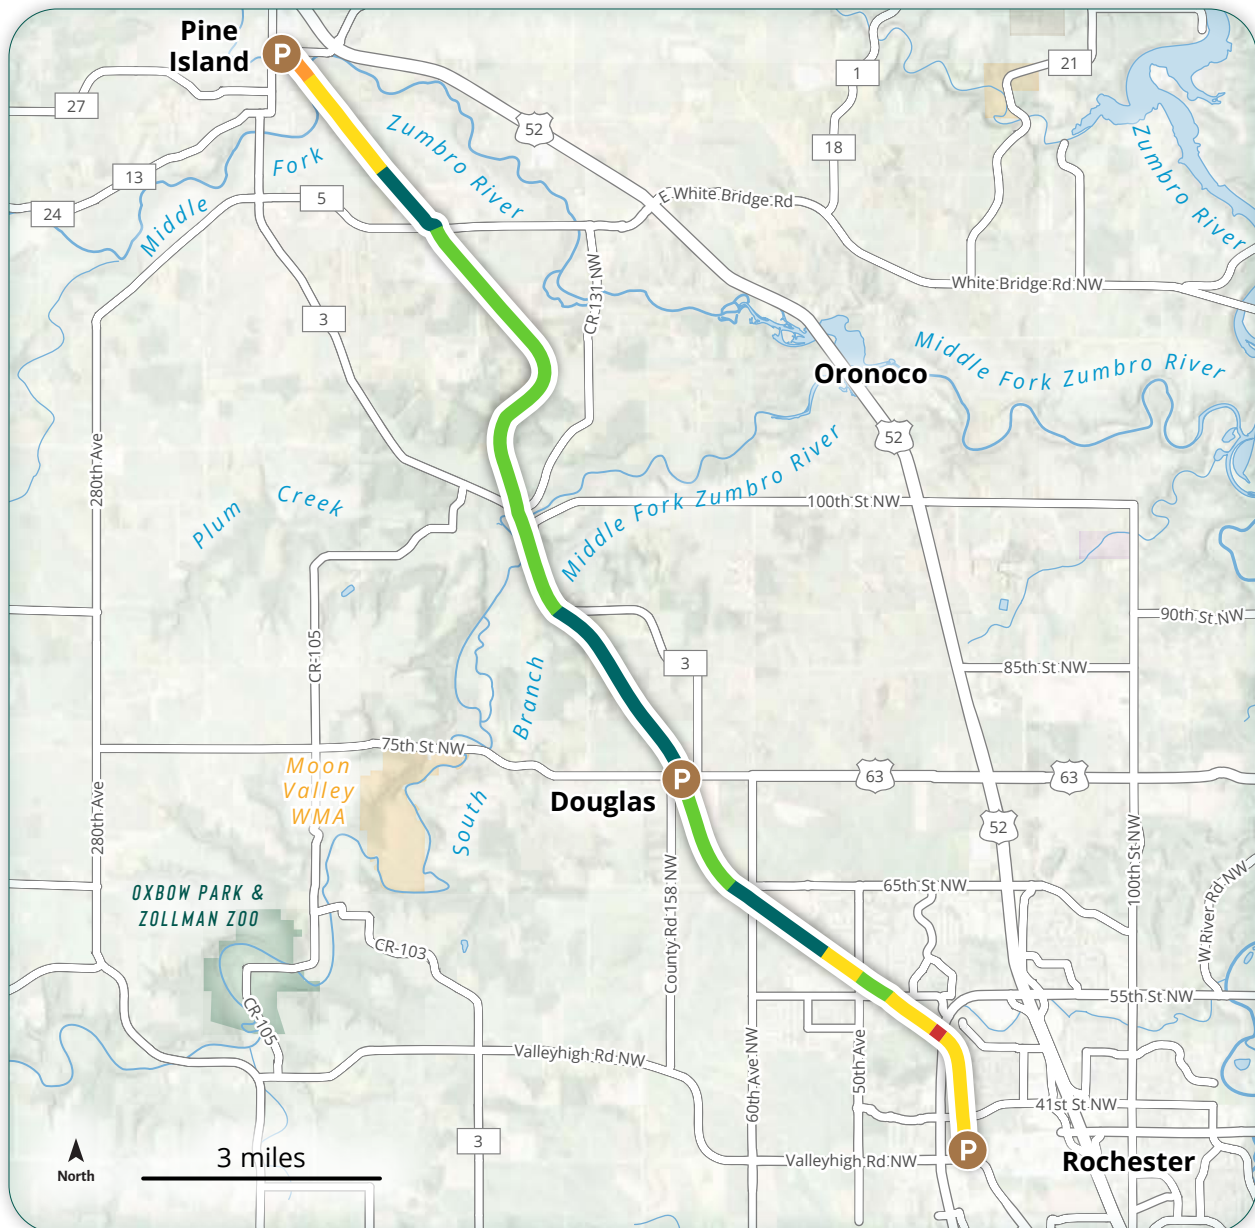 Pine
Island
P
27
13
24
5
Middle
Fork
Zumbro River
52
1
18
21
Zumbro River
E White Bridge Rd
White Bridge Rd NW
CR 131 NW
3
Oronoco
Middle Fork Zumbro River
52
280th Ave
Plum
Creek
Middle Fork Zumbro River
100th St NW
90th St NW
85th St NW
CR-105
3
Branch
75th St NW
63
63
Moon
Valley
WMA
P
Douglas
South
52
280th Ave
OXBOW PARK &
ZOLLMAN ZOO
CR-103
CR-105
County Rd 158 NW
65th St NW
100th St NW
W River Rd NW
55th St NW
Valleyhigh Rd NW
60th Ave NW
50th Ave
41st St NW
3
P
Valleyhigh Rd NW
Rochester
North
3 miles